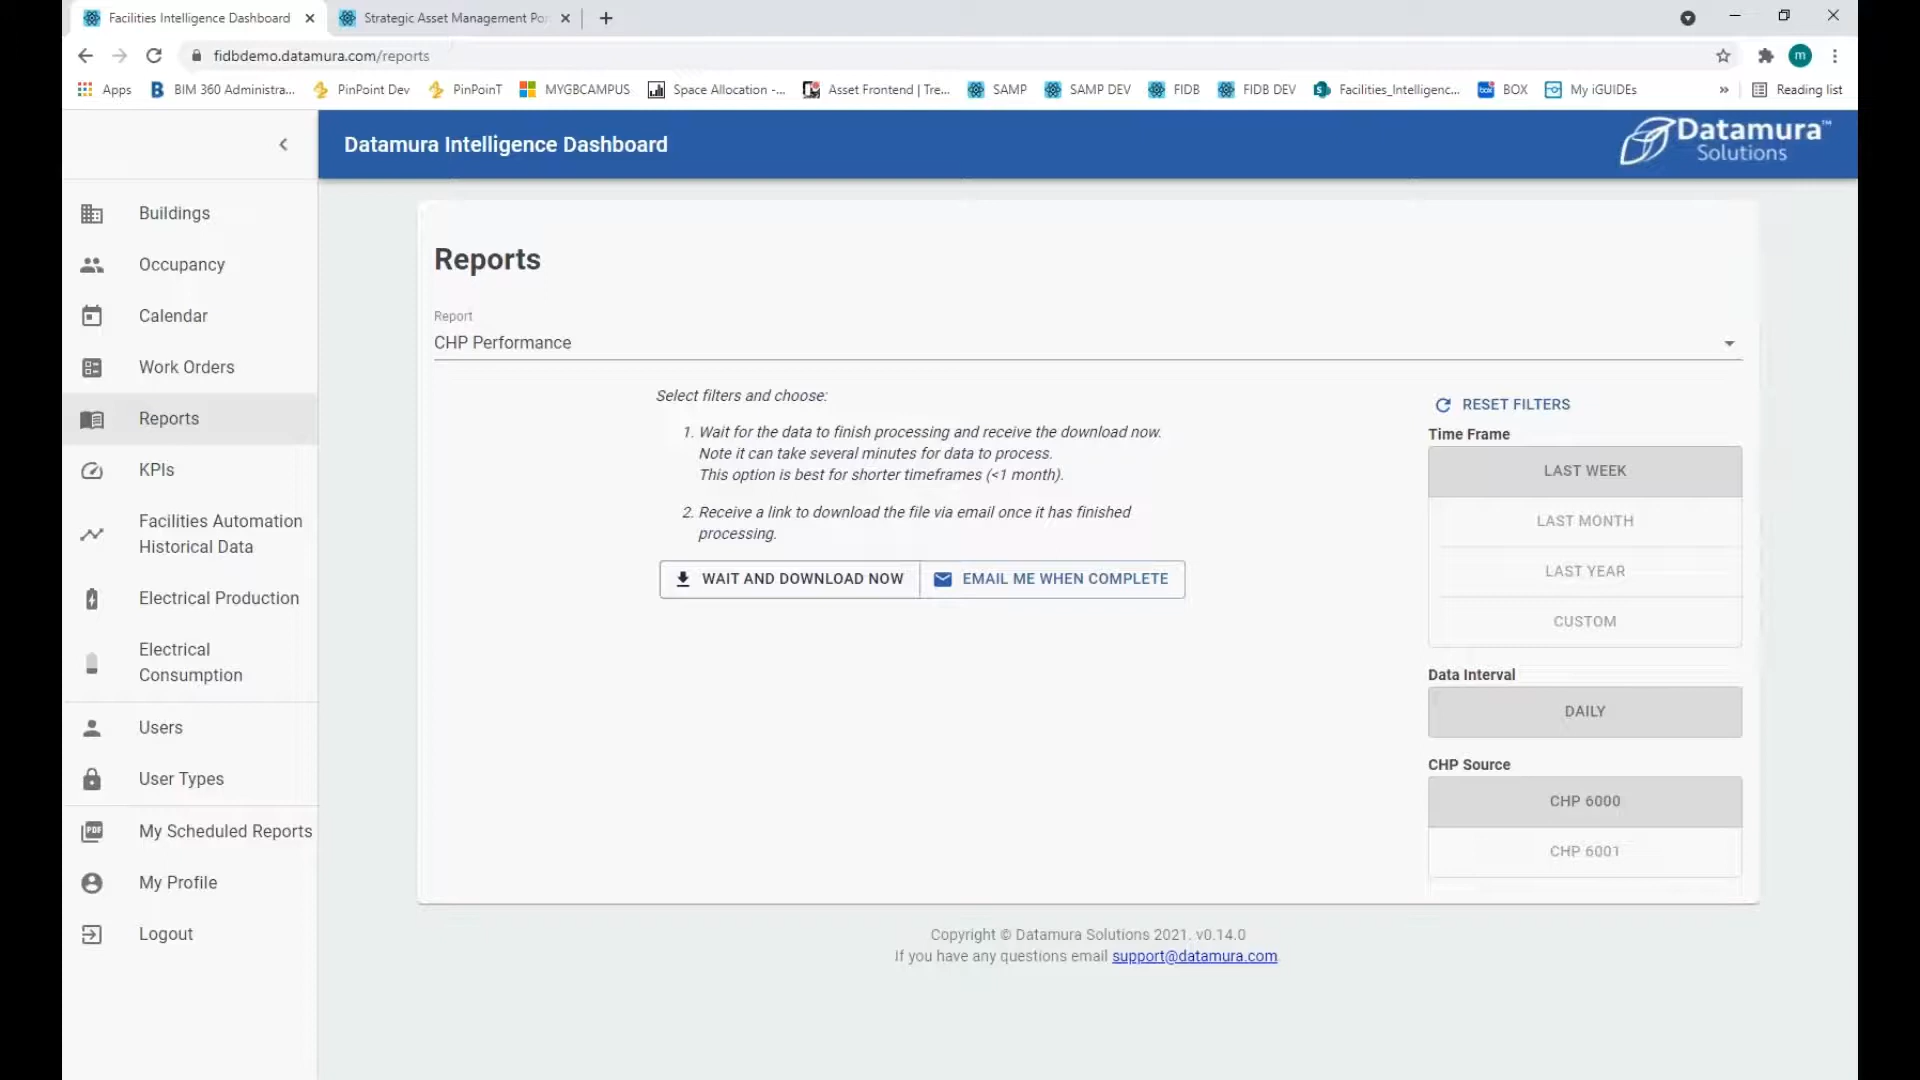 Facilities Intelligence Dashboard
Strategic Asset Management Po
fidbdemo.datamura.com/reports
Apps
BIM 360 Administra...
PinPoint Dev
PinPoinT
MYGBCAMPUS
Space Allocation -...
Asset Frontend | Tre...
SAMP
SAMP DEV
FIDB
FIDB DEV
Facilities_Intelligenc...
BOX
My iGUIDEs
»
Reading list
m
Datamura Intelligence Dashboard
Datamura™
Solutions
Buildings
Occupancy
Calendar
Work Orders
Reports
KPIs
Facilities Automation
Historical Data
Electrical Production
Electrical
Consumption
Users
User Types
PDF
My Scheduled Reports
My Profile
Logout
Reports
Report
CHP Performance
Select filters and choose:
1. Wait for the data to finish processing and receive the download now.
Note it can take several minutes for data to process.
This option is best for shorter timeframes (<1 month).
2. Receive a link to download the file via email once it has finished
processing.
WAIT AND DOWNLOAD NOW
EMAIL ME WHEN COMPLETE
RESET FILTERS
Time Frame
LAST WEEK
LAST MONTH
LAST YEAR
CUSTOM
Data Interval
DAILY
CHP Source
CHP 6000
CHP 6001
Copyright © Datamura Solutions 2021. v0.14.0
If you have any questions email support@datamura.com